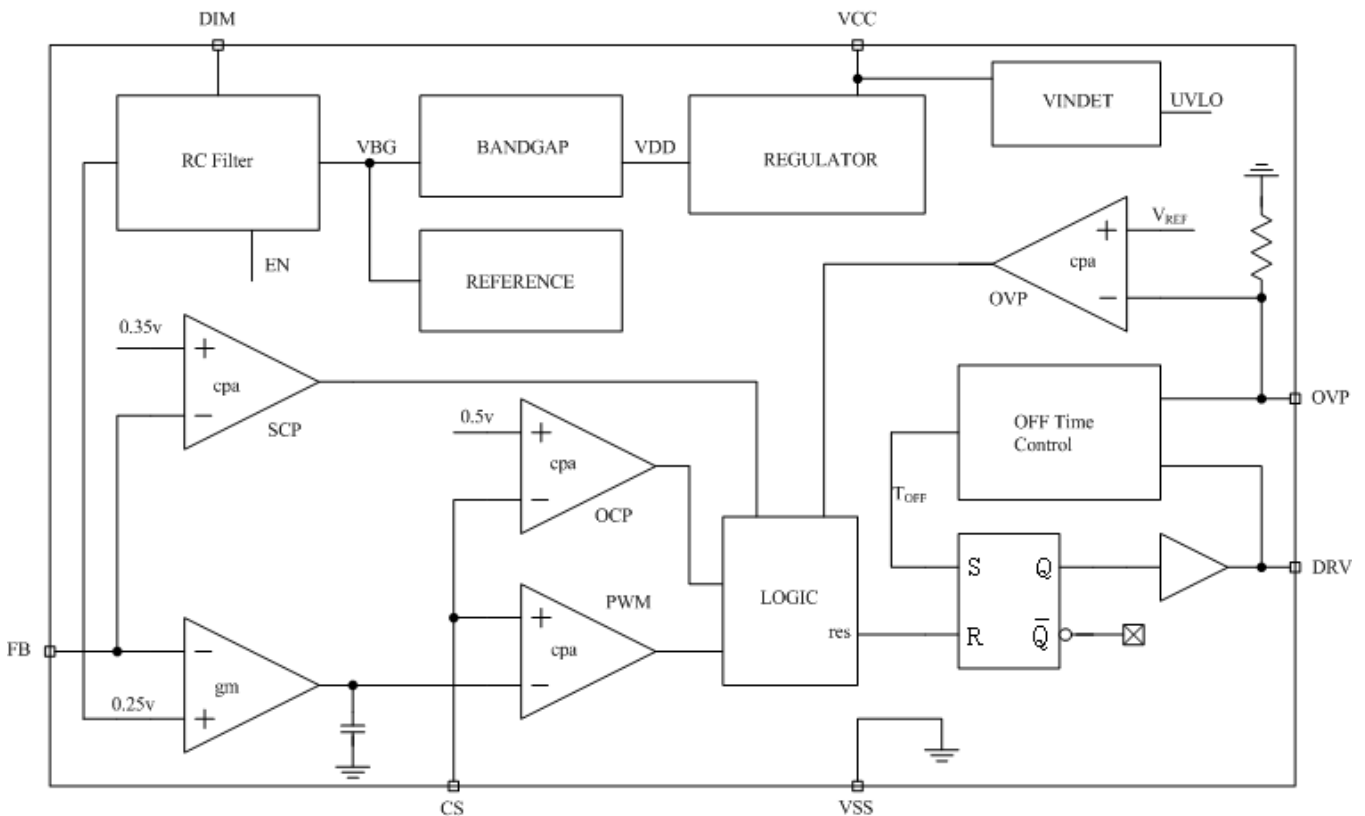 DIM
VCC
RC Filter
VBG
BANDGAP
VDD
REGULATOR
VINDET
UVLO
EN
REFERENCE
VREF
+
cpa
−
OVP
0.35v
+
cpa
−
SCP
0.5v
+
cpa
−
OCP
OFF Time
Control
OVP
TOFF
S
Q
R
Q̅
DRV
LOGIC
res
PWM
+
cpa
−
FB
−
gm
+
0.25v
CS
VSS